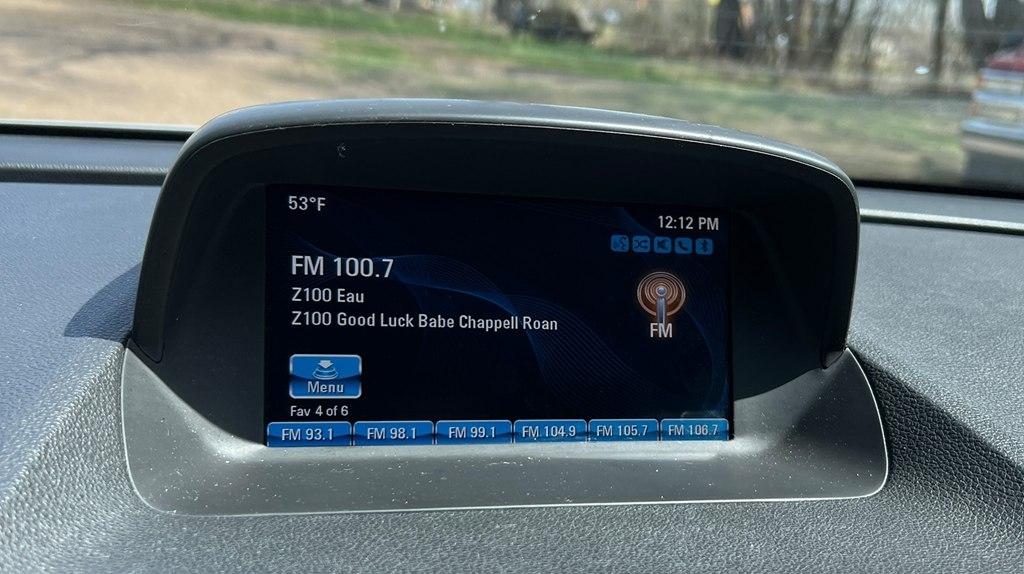 53°F
12:12 PM
FM 100.7
Z100 Eau
Z100 Good Luck Babe Chappell Roan
FM
Menu
Fav 4 of 6
FM 93.1 FM 98.1 FM 99.1 FM 104.9 FM 105.7 FM 106.7